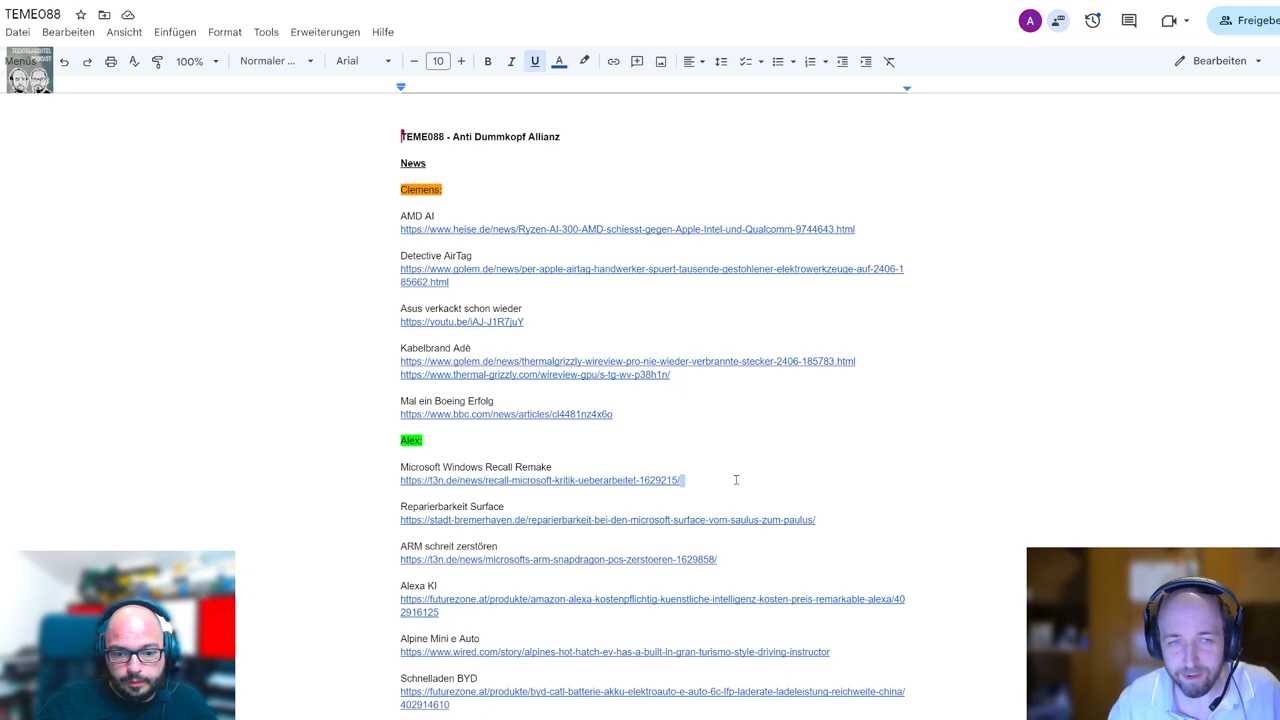 TEME088
Datei Bearbeiten Ansicht Einfügen Format Tools Erweiterungen Hilfe
Freigebe
Menüs
100% Normaler ... Arial 10 B I U A Bearbeiten
TEME088 - Anti Dummkopf Allianz
News
Clemens:
AMD AI
https://www.heise.de/news/Ryzen-AI-300-AMD-schiesst-gegen-Apple-Intel-und-Qualcomm-9744643.html
Detective AirTag
https://www.golem.de/news/per-apple-airtag-handwerker-spuert-tausende-gestohlener-elektrowerkzeuge-auf-2406-1
85662.html
Asus verkackt schon wieder
https://youtu.be/iAJ-J1R7juY
Kabelbrand Adè
https://www.golem.de/news/thermalgrizzly-wireview-pro-nie-wieder-verbrannte-stecker-2406-185783.html
https://www.thermal-grizzly.com/wireview-gpu/s-tg-wv-p38h1n/
Mal ein Boeing Erfolg
https://www.bbc.com/news/articles/cl4481nz4x6o
Alex:
Microsoft Windows Recall Remake
https://t3n.de/news/recall-microsoft-kritik-ueberarbeitet-1629215/
Reparierbarkeit Surface
https://stadt-bremerhaven.de/reparierbarkeit-bei-den-microsoft-surface-vom-saulus-zum-paulus/
ARM schreit zerstören
https://t3n.de/news/microsofts-arm-snapdragon-pcs-zerstoeren-1629858/
Alexa KI
https://futurezone.at/produkte/amazon-alexa-kostenpflichtig-kuenstliche-intelligenz-kosten-preis-remarkable-alexa/40
2916125
Alpine Mini e Auto
https://www.wired.com/story/alpines-hot-hatch-ev-has-a-built-in-gran-turismo-style-driving-instructor
Schnelladen BYD
https://futurezone.at/produkte/byd-catl-batterie-akku-elektroauto-e-auto-6c-lfp-laderate-ladeleistung-reichweite-china/
402914610